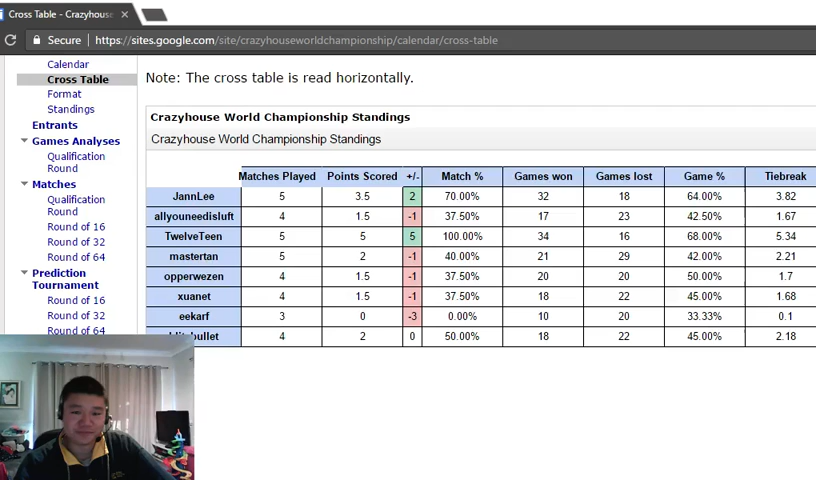 Cross Table - Crazyhouse
Secure https://sites.google.com/site/crazyhouseworldchampionship/calendar/cross-table
Calendar
Cross Table
Format
Standings
Entrants
Games Analyses
Qualification
Round
Matches
Qualification
Round
Round of 16
Round of 32
Round of 64
Prediction
Tournament
Round of 16
Round of 32
Round of 64
Note: The cross table is read horizontally.
Crazyhouse World Championship Standings
Crazyhouse World Championship Standings
Matches Played Points Scored +/- Match % Games won Games lost Game % Tiebreak
JannLee 5 3.5 2 70.00% 32 18 64.00% 3.82
allyouneedisluft 4 1.5 -1 37.50% 17 23 42.50% 1.67
TwelveTeen 5 5 5 100.00% 34 16 68.00% 5.34
mastertan 5 2 -1 40.00% 21 29 42.00% 2.21
opperwezen 4 1.5 -1 37.50% 20 20 50.00% 1.7
xuanet 4 1.5 -1 37.50% 18 22 45.00% 1.68
eekarf 3 0 -3 0.00% 10 20 33.33% 0.1
4 2 0 50.00% 18 22 45.00% 2.18